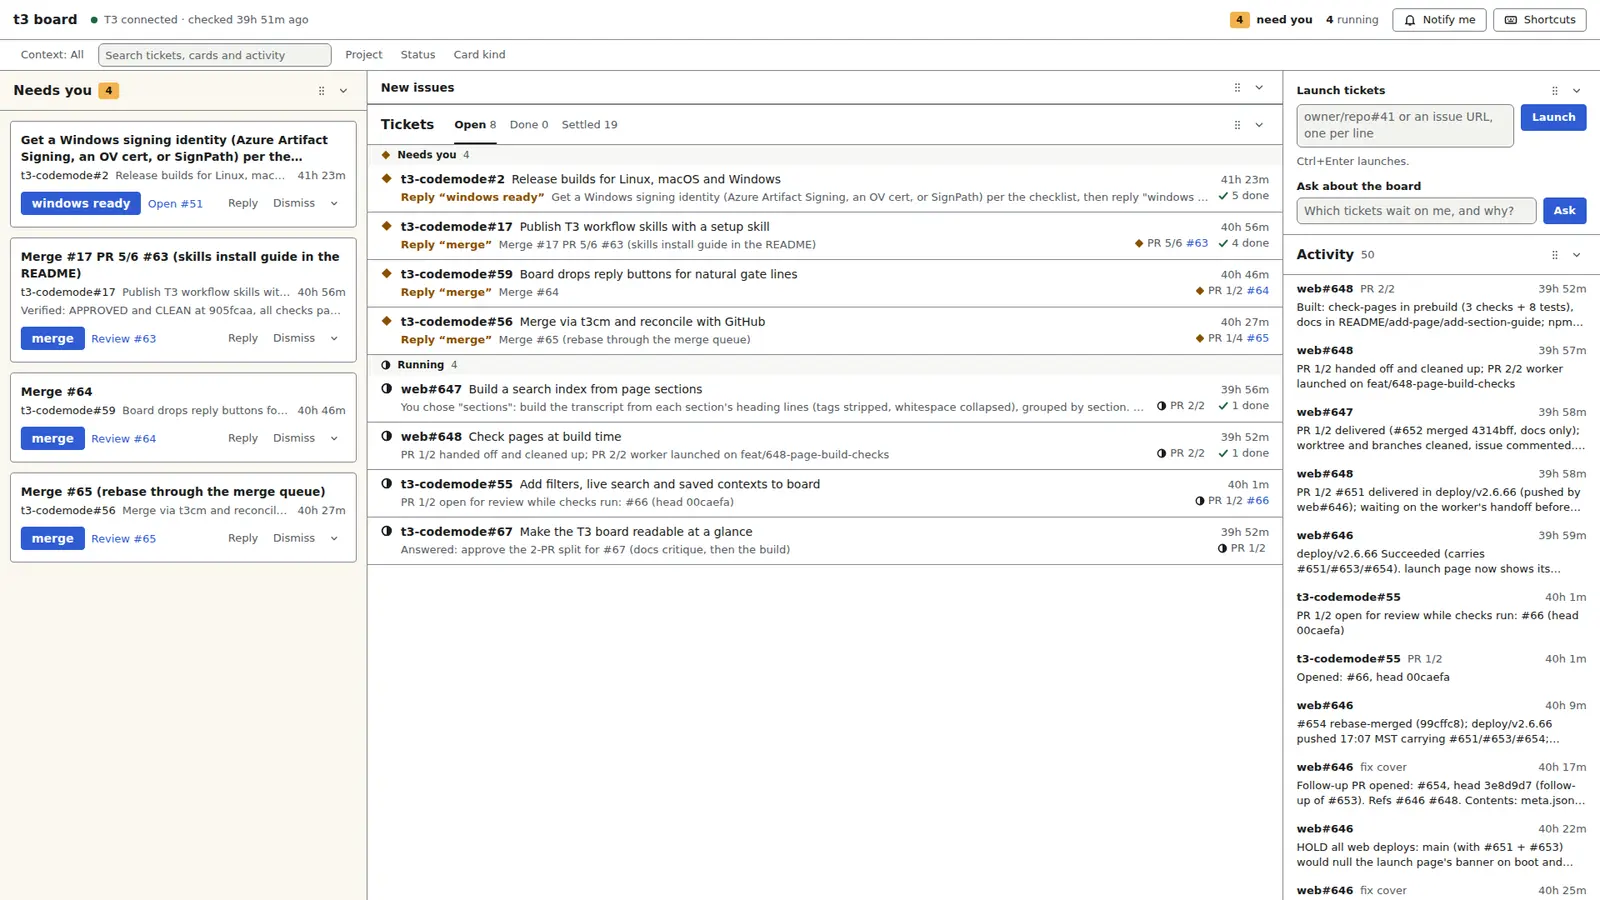 t3 board
T3 connected · checked 39h 51m ago
4 need you
4 running
Notify me
Shortcuts
Context: All
Search tickets, cards and activity
Project
Status
Card kind
Needs you 4
Get a Windows signing identity (Azure Artifact
Signing, an OV cert, or SignPath) per the…
t3-codemode#2 Release builds for Linux, mac… 41h 23m
windows ready Open #51 Reply Dismiss
Merge #17 PR 5/6 #63 (skills install guide in the
README)
t3-codemode#17 Publish T3 workflow skills wit… 40h 56m
Verified: APPROVED and CLEAN at 905fcaa, all checks pa…
merge Review #63 Reply Dismiss
Merge #64
t3-codemode#59 Board drops reply buttons fo… 40h 46m
merge Review #64 Reply Dismiss
Merge #65 (rebase through the merge queue)
t3-codemode#56 Merge via t3cm and reconcil… 40h 27m
merge Review #65 Reply Dismiss
New issues
Tickets Open 8 Done 0 Settled 19
Needs you 4
t3-codemode#2 Release builds for Linux, macOS and Windows 41h 23m
Reply “windows ready” Get a Windows signing identity (Azure Artifact Signing, an OV cert, or SignPath) per the checklist, then reply "windows … 5 done
t3-codemode#17 Publish T3 workflow skills with a setup skill 40h 56m
Reply “merge” Merge #17 PR 5/6 #63 (skills install guide in the README) PR 5/6 #63 4 done
t3-codemode#59 Board drops reply buttons for natural gate lines 40h 46m
Reply “merge” Merge #64 PR 1/2 #64
t3-codemode#56 Merge via t3cm and reconcile with GitHub 40h 27m
Reply “merge” Merge #65 (rebase through the merge queue) PR 1/4 #65
Running 4
web#647 Build a search index from page sections 39h 56m
You chose "sections": build the transcript from each section's heading lines (tags stripped, whitespace collapsed), grouped by section. … PR 2/2 1 done
web#648 Check pages at build time 39h 52m
PR 1/2 handed off and cleaned up; PR 2/2 worker launched on feat/648-page-build-checks PR 2/2 1 done
t3-codemode#55 Add filters, live search and saved contexts to board 40h 1m
PR 1/2 open for review while checks run: #66 (head 00caefa) PR 1/2 #66
t3-codemode#67 Make the T3 board readable at a glance 39h 52m
Answered: approve the 2-PR split for #67 (docs critique, then the build) PR 1/2
Launch tickets
owner/repo#41 or an issue URL,
one per line
Launch
Ctrl+Enter launches.
Ask about the board
Which tickets wait on me, and why?
Ask
Activity 50
web#648 PR 2/2 39h 52m
Built: check-pages in prebuild (3 checks + 8 tests),
docs in README/add-page/add-section-guide; npm…
web#648 39h 57m
PR 1/2 handed off and cleaned up; PR 2/2 worker
launched on feat/648-page-build-checks
web#647 39h 58m
PR 1/2 delivered (#652 merged 4314bff, docs only);
worktree and branches cleaned, issue commented.…
web#648 39h 58m
PR 1/2 #651 delivered in deploy/v2.6.66 (pushed by
web#646); waiting on the worker's handoff before…
web#646 39h 59m
deploy/v2.6.66 Succeeded (carries
#651/#653/#654). launch page now shows its…
t3-codemode#55 40h 1m
PR 1/2 open for review while checks run: #66 (head
00caefa)
t3-codemode#55 PR 1/2 40h 1m
Opened: #66, head 00caefa
web#646 40h 9m
#654 rebase-merged (99cffc8); deploy/v2.6.66
pushed 17:07 MST carrying #651/#653/#654;…
web#646 fix cover 40h 17m
Follow-up PR opened: #654, head 3e8d9d7 (follow-
up of #653). Refs #646 #648. Contents: meta.json…
web#646 40h 22m
HOLD all web deploys: main (with #651 + #653)
would null the launch page's banner on boot and…
web#646 fix cover 40h 25m